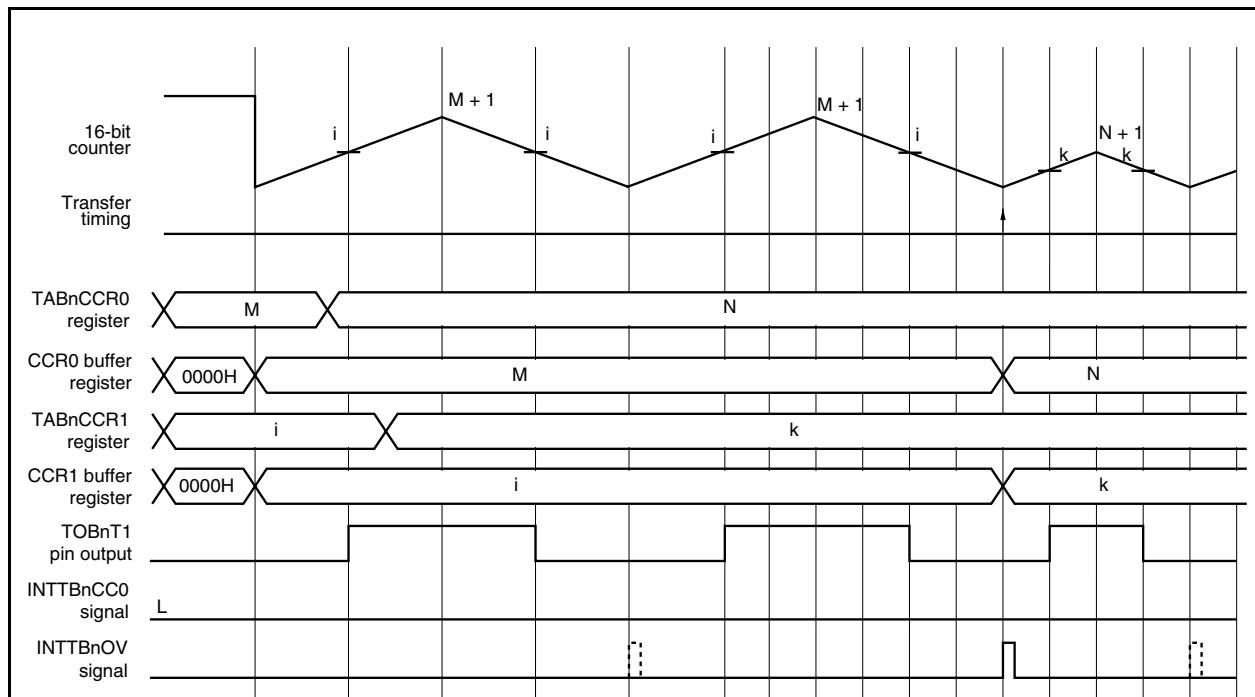 16-bit
counter
i
M + 1
i
i
M + 1
i
k
N + 1
k
Transfer
timing
TABnCCR0
register
M
N
CCR0 buffer
register
0000H
M
N
TABnCCR1
register
i
k
CCR1 buffer
register
0000H
i
k
TOBnT1
pin output
INTTBnCC0
signal
L
INTTBnOV
signal